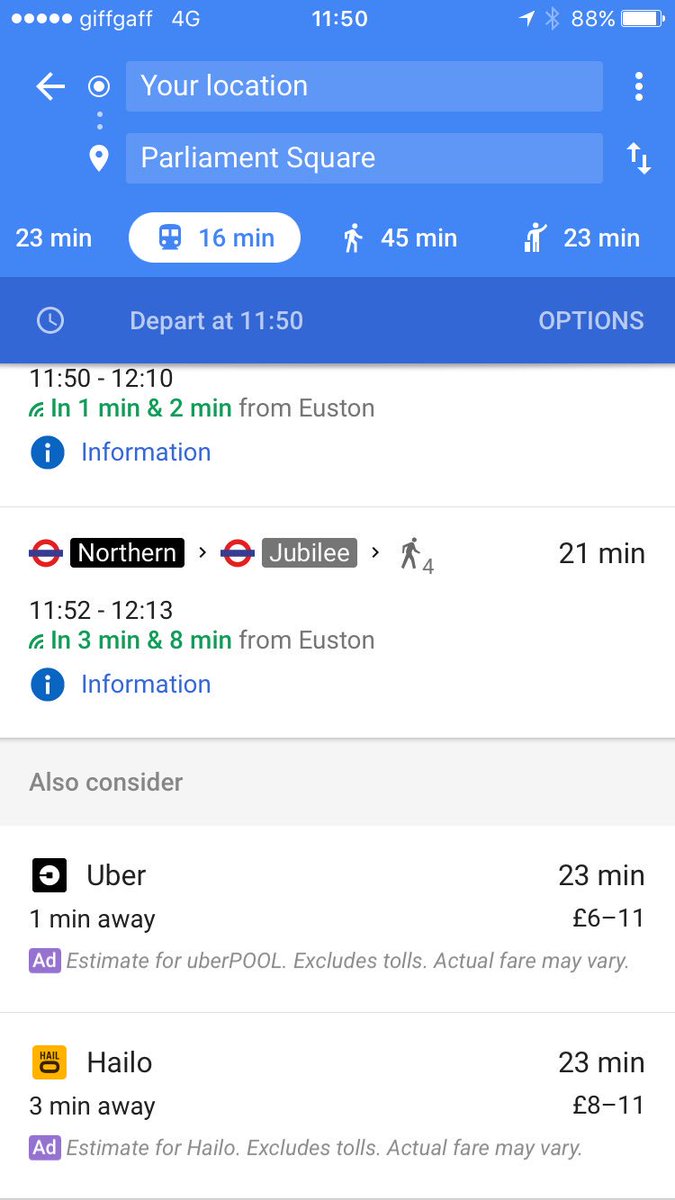 giffgaff 4G 11:50 88%
Your location
Parliament Square
23 min 16 min 45 min 23 min
Depart at 11:50 OPTIONS
11:50 - 12:10
In 1 min & 2 min from Euston
Information
Northern > Jubilee > 4 21 min
11:52 - 12:13
In 3 min & 8 min from Euston
Information
Also consider
Uber 23 min
1 min away £6–11
Ad Estimate for uberPOOL. Excludes tolls. Actual fare may vary.
HAILO Hailo 23 min
3 min away £8–11
Ad Estimate for Hailo. Excludes tolls. Actual fare may vary.